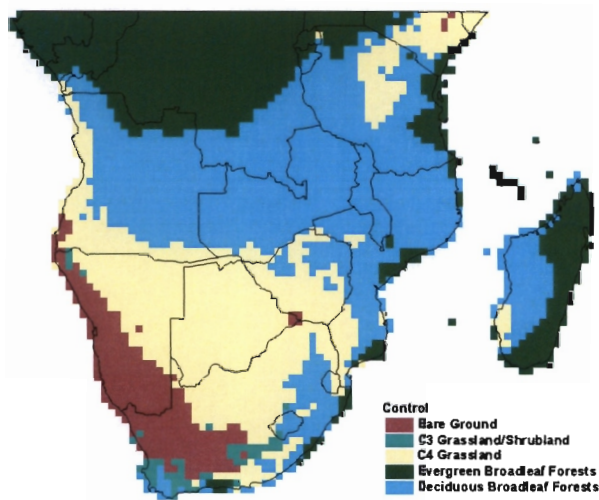 Control
Bare Ground
C3 Grassland/Shrubland
C4 Grassland
Evergreen Broadleaf Forests
Deciduous Broadleaf Forests